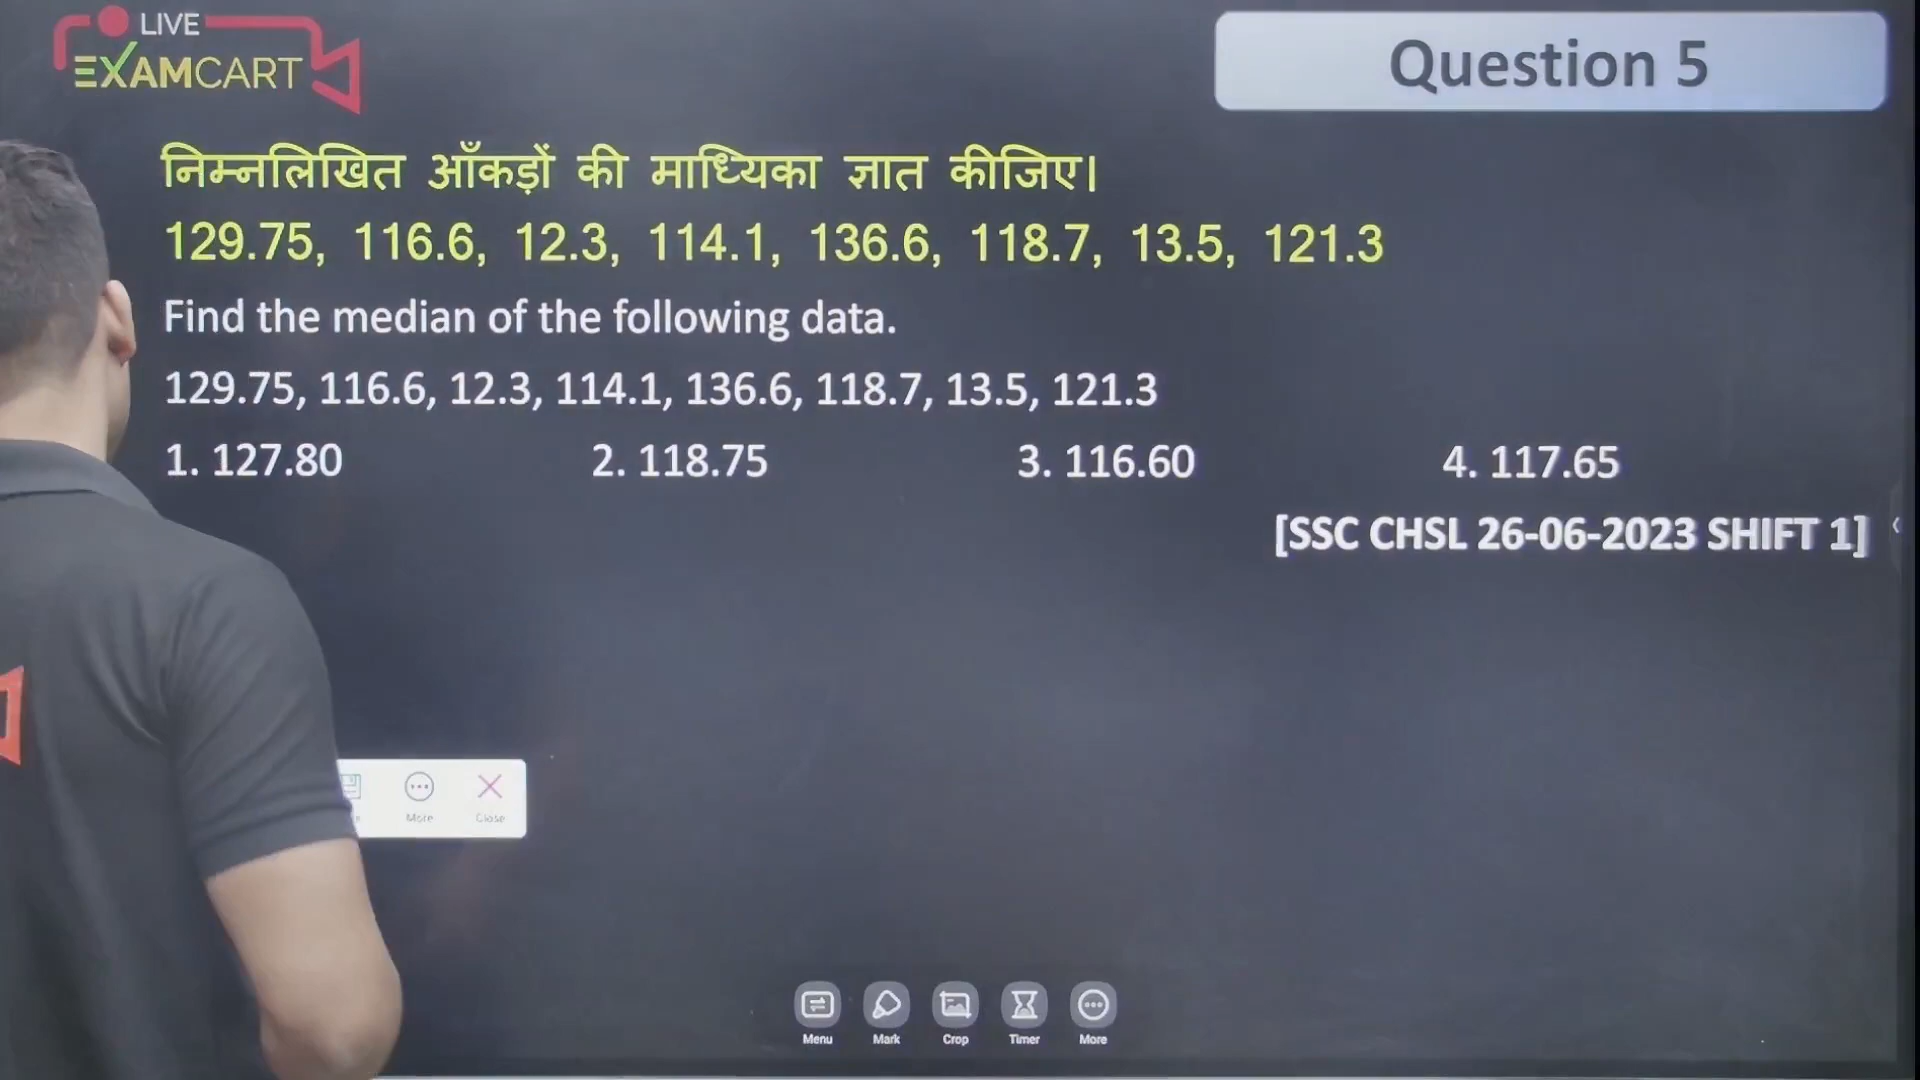 LIVE
EXAMCART
Question 5
निम्नलिखित आँकड़ों की माध्यिका ज्ञात कीजिए।
129.75, 116.6, 12.3, 114.1, 136.6, 118.7, 13.5, 121.3
Find the median of the following data.
129.75, 116.6, 12.3, 114.1, 136.6, 118.7, 13.5, 121.3
1. 127.80 2. 118.75 3. 116.60 4. 117.65
[SSC CHSL 26-06-2023 SHIFT 1]
More Close
Menu Mark Crop Timer More